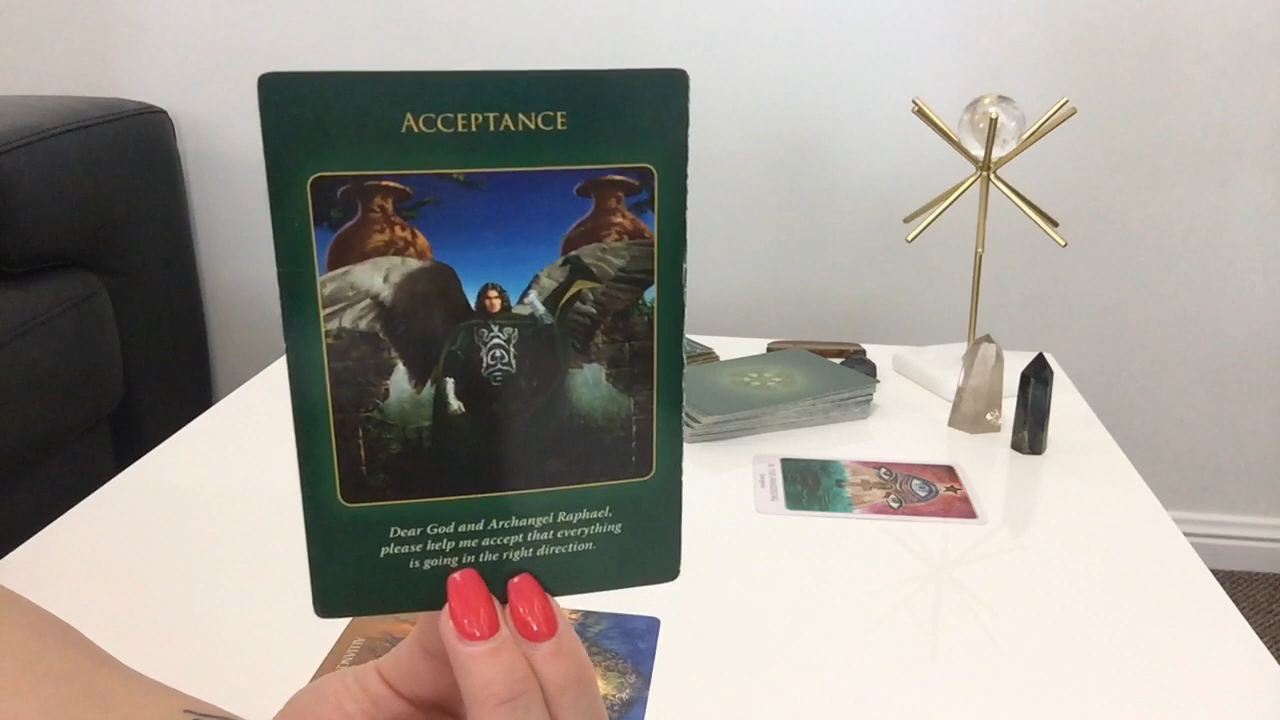 ACCEPTANCE
Dear God and Archangel Raphael,
please help me accept that everything
is going in the right direction.